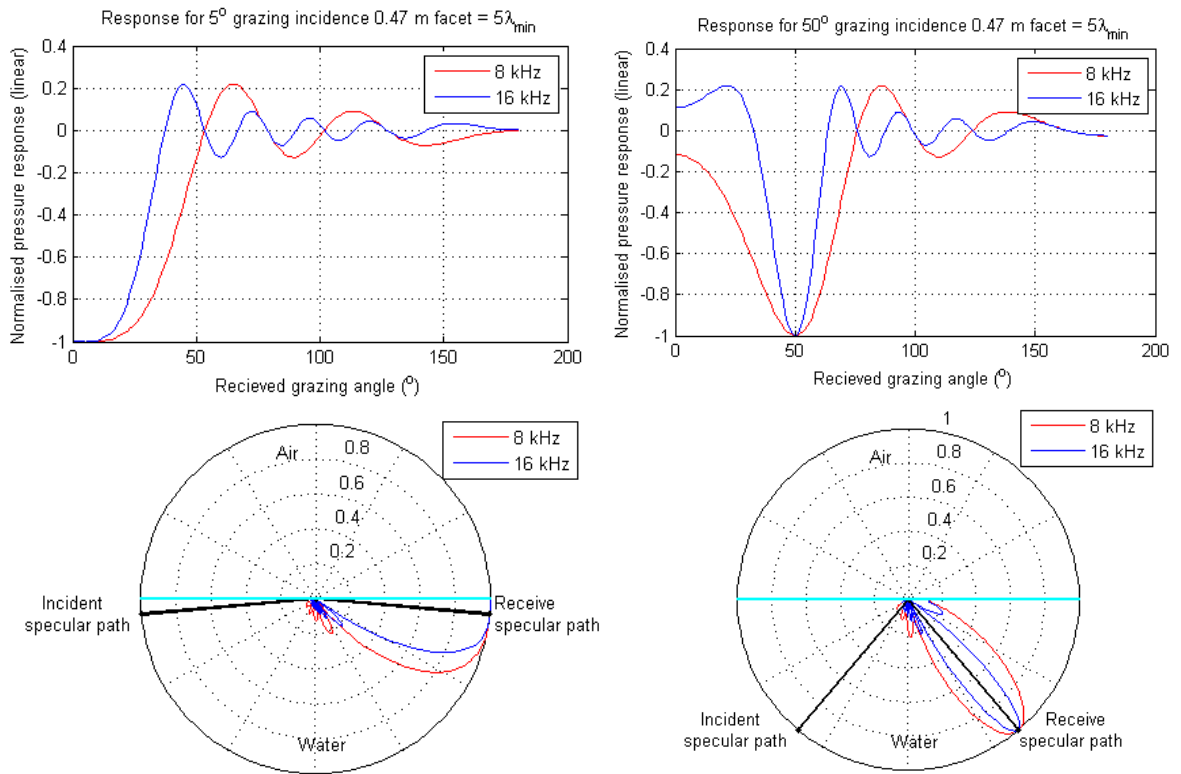 Response for 5° grazing incidence 0.47 m facet = 5λmin
Normalised pressure response (linear)
0.4
0.2
0
-0.2
-0.4
-0.6
-0.8
-1
0 50 100 150 200
Recieved grazing angle (°)
8 kHz
16 kHz
Response for 50° grazing incidence 0.47 m facet = 5λmin
Normalised pressure response (linear)
0.4
0.2
0
-0.2
-0.4
-0.6
-0.8
-1
0 50 100 150 200
Recieved grazing angle (°)
8 kHz
16 kHz
8 kHz
16 kHz
Air
0.8
0.6
0.4
0.2
Incident
specular path
Receive
specular path
Water
8 kHz
16 kHz
1
Air
0.8
0.6
0.4
0.2
Incident
specular path
Receive
specular path
Water